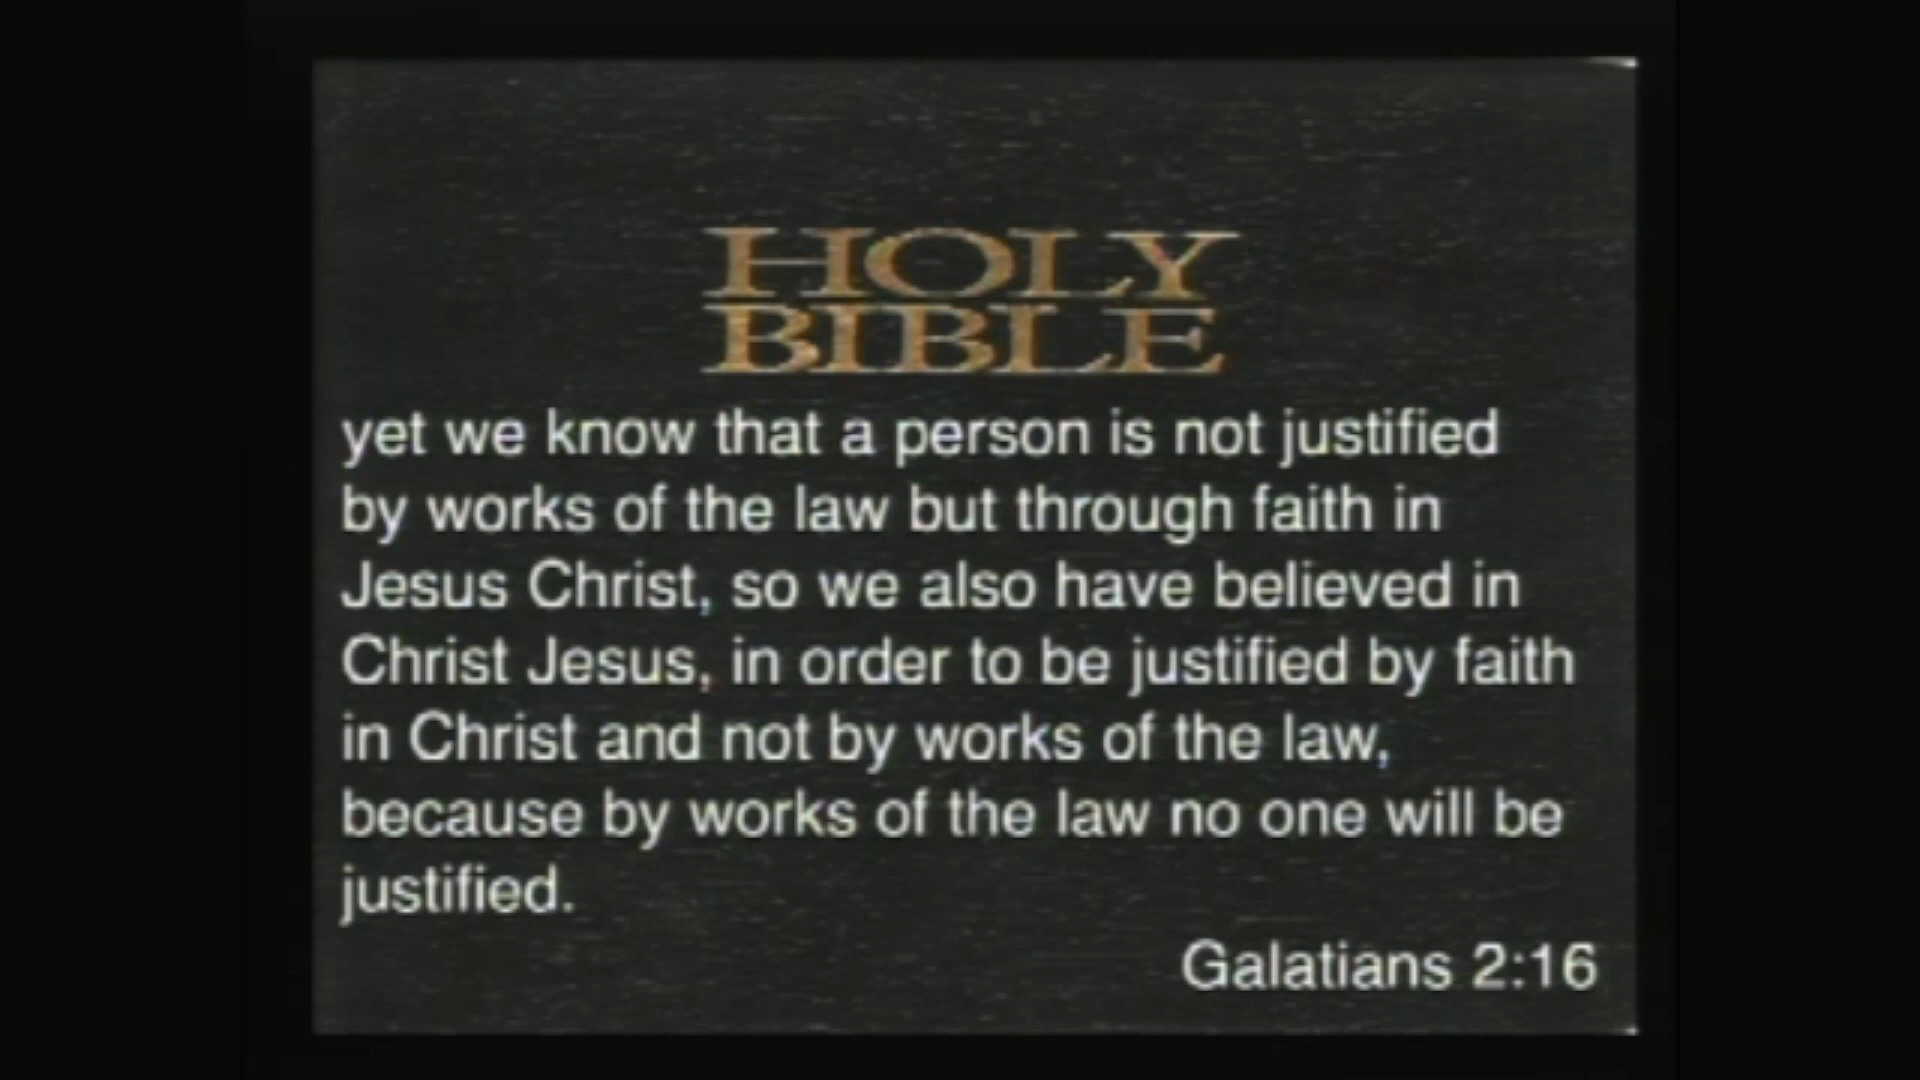 HOLY
BIBLE
yet we know that a person is not justified
by works of the law but through faith in
Jesus Christ, so we also have believed in
Christ Jesus, in order to be justified by faith
in Christ and not by works of the law,
because by works of the law no one will be
justified.
Galatians 2:16